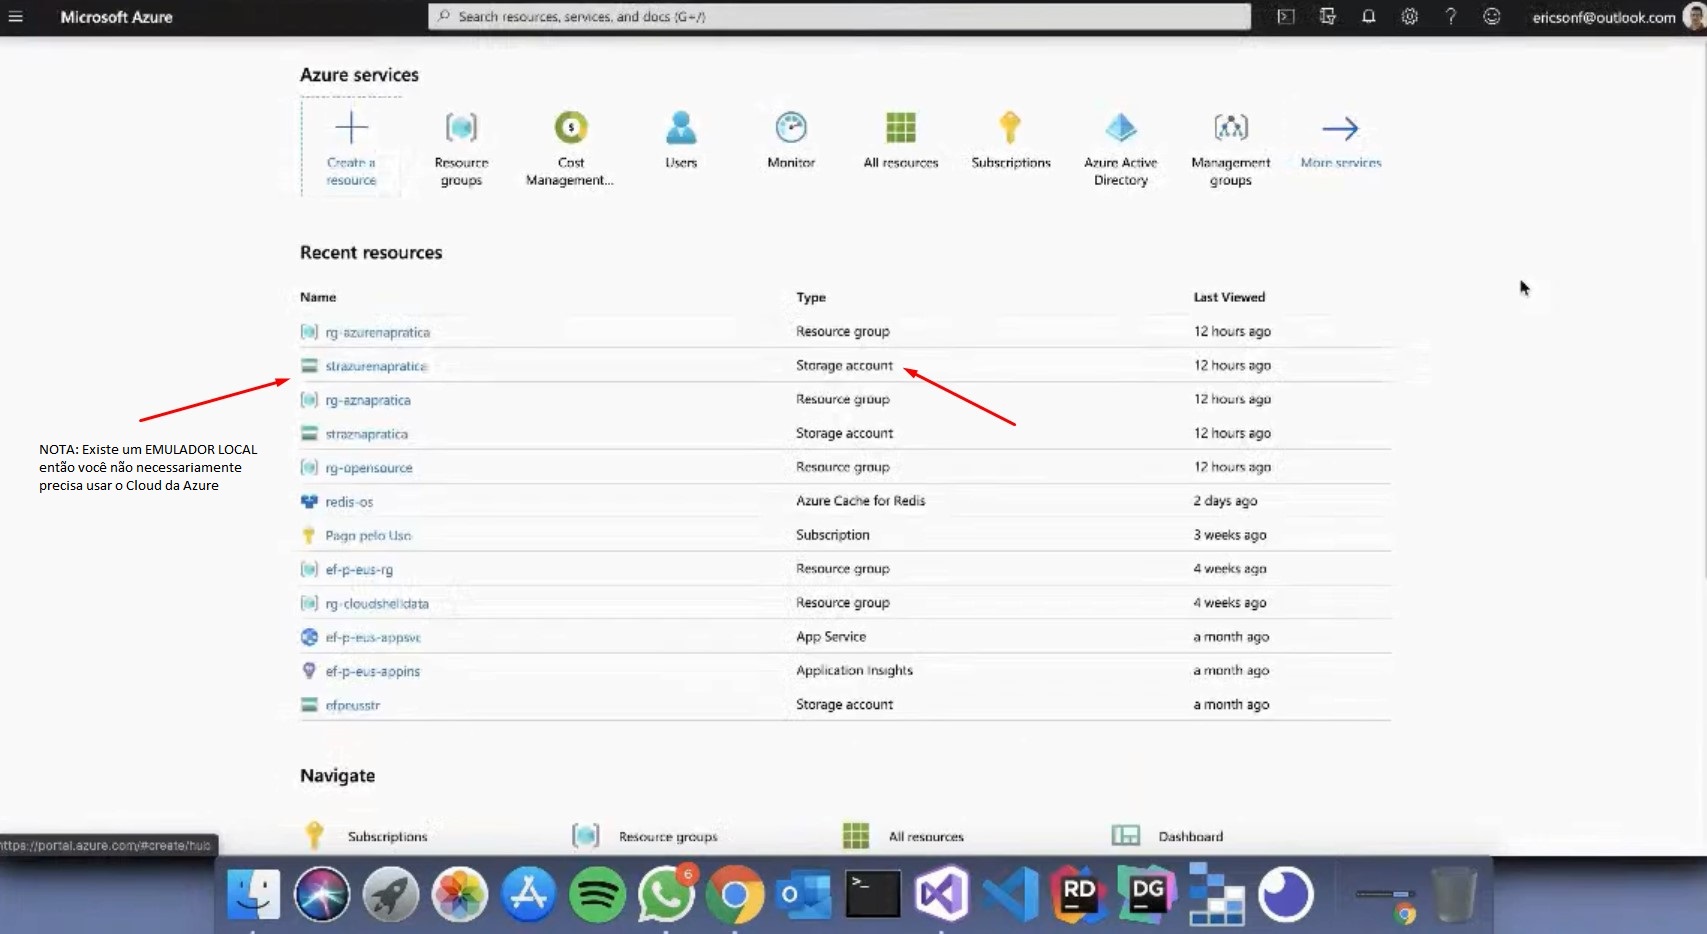 Microsoft Azure
Search resources, services, and docs (G+/)
ericsonf@outlook.com
Azure services
Create a
resource
Resource
groups
Cost
Management...
Users
Monitor
All resources
Subscriptions
Azure Active
Directory
Management
groups
More services
Recent resources
Name Type Last Viewed
rg-azurenapratica Resource group 12 hours ago
strazurenapratica Storage account 12 hours ago
rg-aznapratica Resource group 12 hours ago
straznapratica Storage account 12 hours ago
rg-opensource Resource group 12 hours ago
redis-os Azure Cache for Redis 2 days ago
Pago pelo Uso Subscription 3 weeks ago
ef-p-eus-rg Resource group 4 weeks ago
rg-cloudshelldata Resource group 4 weeks ago
ef-p-eus-appsvc App Service a month ago
ef-p-eus-appins Application Insights a month ago
efpeusstr Storage account a month ago
NOTA: Existe um EMULADOR LOCAL
então você não necessariamente
precisa usar o Cloud da Azure
Navigate
Subscriptions Resource groups All resources Dashboard
https://portal.azure.com/#create/hub
6
>_
RD
DG